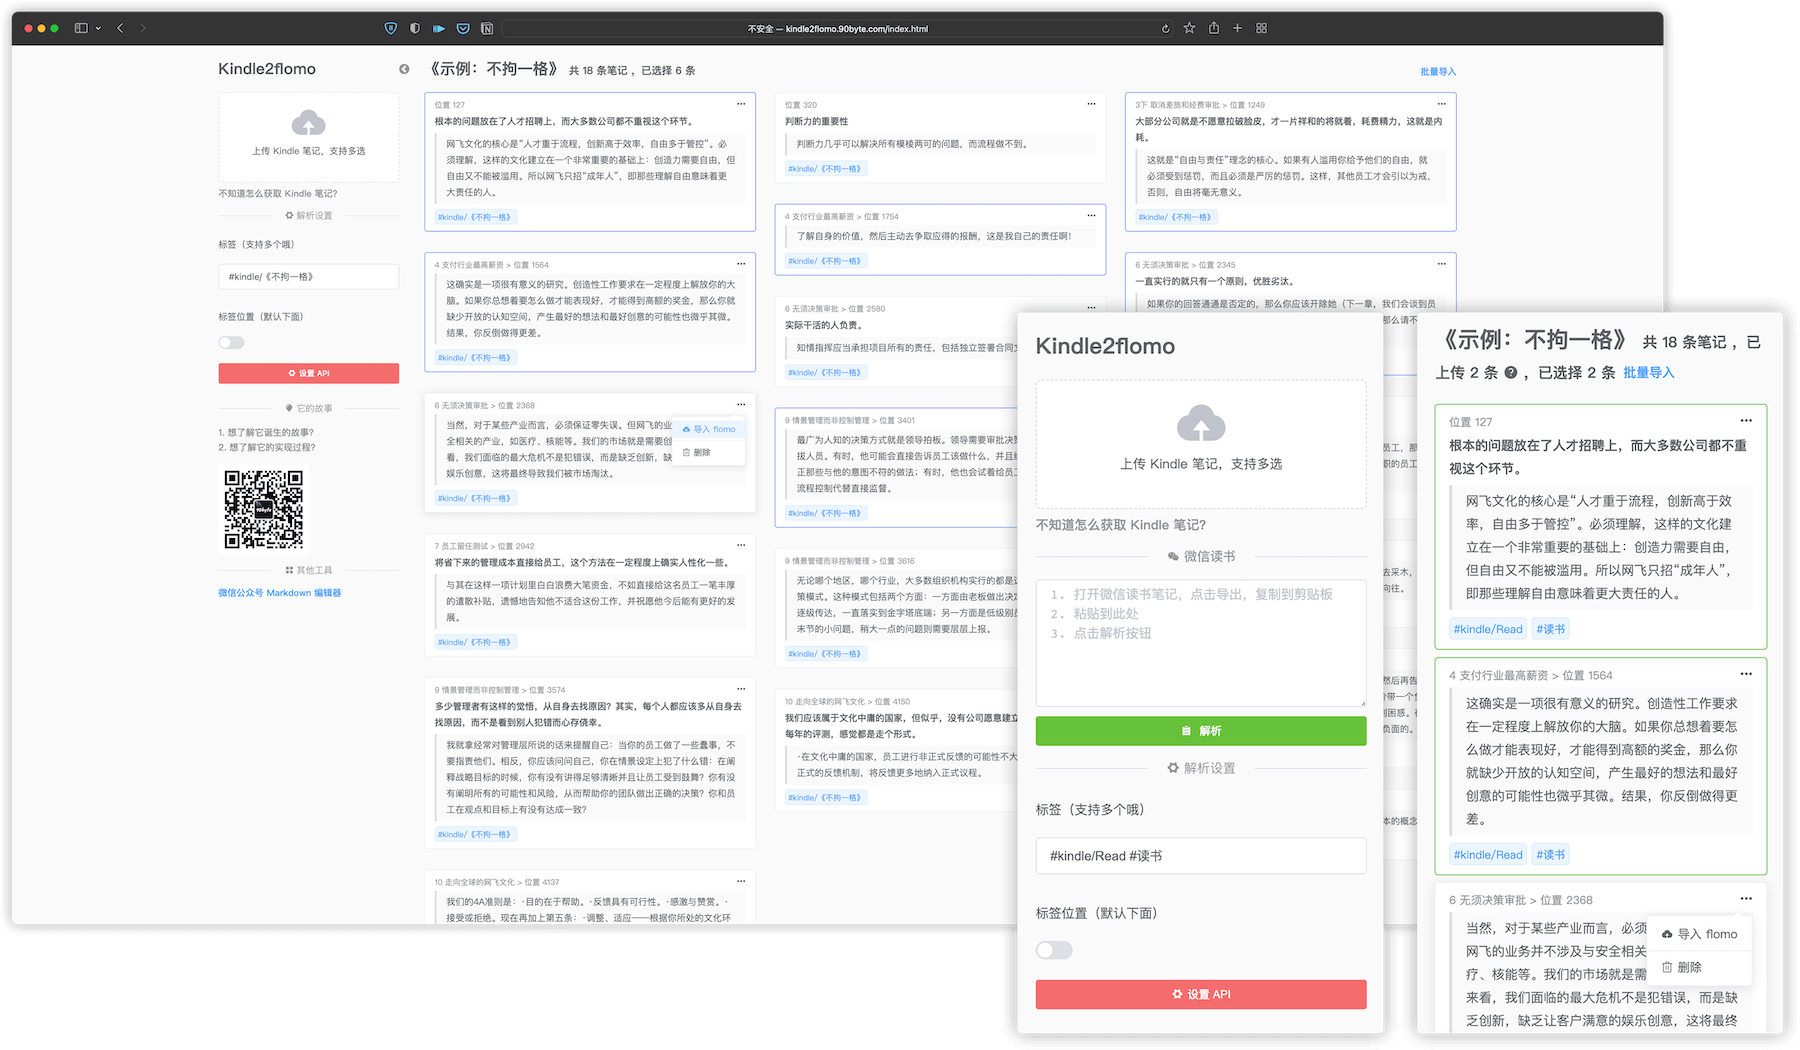 不安全 — kindle2flomo.90byte.com/index.html
Kindle2flomo
上传 Kindle 笔记，支持多选
不知道怎么获取 Kindle 笔记?
解析设置
标签（支持多个哦）
#kindle/《不拘一格》
标签位置（默认下面）
设置 API
它的故事
1. 想了解它诞生的故事?
2. 想了解它的实现过程?
其他工具
微信公众号 Markdown 编辑器
《示例：不拘一格》 共 18 条笔记 ，已选择 6 条
批量导入
位置 127
根本的问题放在了人才招聘上，而大多数公司都不重视这个环节。
网飞文化的核心是“人才重于流程，创新高于效率，自由多于管控”。必
须理解，这样的文化建立在一个非常重要的基础上：创造力需要自由，但
自由又不能被滥用。所以网飞只招“成年人”，即那些理解自由意味着更
大责任的人。
#kindle/《不拘一格》
4 支付行业最高薪资 > 位置 1564
这确实是一项很有意义的研究。创造性工作要求在一定程度上解放你的大
脑。如果你总想着要怎么做才能表现好，才能得到高额的奖金，那么你就
缺少开放的认知空间，产生最好的想法和最好创意的可能性也微乎其微。
结果，你反倒做得更差。
#kindle/《不拘一格》
6 无须决策审批 > 位置 2368
当然，对于某些产业而言，必须保证零失误。但网飞的业
全相关的产业，如医疗、核能等。我们的市场就是需要创
看，我们面临的最大危机不是犯错误，而是缺乏创新，缺
娱乐创意，这将最终导致我们被市场淘汰。
导入 flomo
删除
#kindle/《不拘一格》
7 员工留任测试 > 位置 2942
将省下来的管理成本直接给员工，这个方法在一定程度上确实人性化一些。
与其在这样一项计划里白白浪费大笔资金，不如直接给这名员工一笔丰厚
的遣散补贴，遗憾地告知他不适合这份工作，并祝愿他今后能有更好的发
展。
#kindle/《不拘一格》
9 情景管理而非控制管理 > 位置 3574
多少管理者有这样的觉悟，从自身去找原因? 其实，每个人都应该多从自身去
找原因，而不是看到别人犯错而心存侥幸。
我就拿经常对管理层所说的话来提醒自己：当你的员工做了一些蠢事，不
要指责他们。相反，你应该问问自己，你在情景设定上犯了什么错：在阐
释战略目标的时候，你有没有讲得足够清晰并且让员工受到鼓舞? 你有没
有阐明所有的可能性和风险，从而帮助你的团队做出正确的决策? 你和员
工在观点和目标上有没有达成一致?
#kindle/《不拘一格》
10 走向全球的网飞文化 > 位置 4137
我们的4A准则是：·目的在于帮助。·反馈具有可行性。·感激与赞赏。·
接受或拒绝。现在再加上第五条：·调整、适应——根据你所处的文化环
位置 320
判断力的重要性
判断力几乎可以解决所有模棱两可的问题，而流程做不到。
#kindle/《不拘一格》
4 支付行业最高薪资 > 位置 1754
了解自身的价值，然后主动去争取应得的报酬，这是我自己的责任啊！
#kindle/《不拘一格》
6 无须决策审批 > 位置 2580
实际干活的人负责。
知情指挥应当承担项目所有的责任，包括独立签署合同文
#kindle/《不拘一格》
9 情景管理而非控制管理 > 位置 3401
最广为人知的决策方式就是领导拍板。领导需要审批决策
拔人员。有时，他可能会直接告诉员工该做什么，并且纟
正那些与他的意图不符的做法；有时，他也会试着给员工
流程控制代替直接监督。
#kindle/《不拘一格》
9 情景管理而非控制管理 > 位置 3616
无论哪个地区，哪个行业，大多数组织机构实行的都是这
策模式。这种模式包括两个方面：一方面由老板做出决定
逐级传达，一直落实到金字塔底端；另一方面是低级别员
末节的小问题，稍大一点的问题则需要层层上报。
#kindle/《不拘一格》
10 走向全球的网飞文化 > 位置 4150
我们应该属于文化中庸的国家，但似乎，没有公司愿意建立
每年的评测，感觉都是走个形式。
·在文化中庸的国家，员工进行非正式反馈的可能性不大
正式的反馈机制，将反馈更多地纳入正式议程。
#kindle/《不拘一格》
3下 取消差旅和经费审批 > 位置 1249
大部分公司就是不愿意拉破脸皮，才一片祥和的将就着，耗费精力，这就是内
耗。
这就是“自由与责任”理念的核心。如果有人滥用你给予他们的自由，就
必须受到惩罚，而且必须是严厉的惩罚。这样，其他员工才会引以为戒，
否则，自由将毫无意义。
#kindle/《不拘一格》
6 无须决策审批 > 位置 2345
一直实行的就只有一个原则，优胜劣汰。
如果你的回答通通是否定的，那么你应该开除她（下一章，我们会谈到员
Kindle2flomo
上传 Kindle 笔记，支持多选
不知道怎么获取 Kindle 笔记?
微信读书
1. 打开微信读书笔记，点击导出，复制到剪贴板
2. 粘贴到此处
3. 点击解析按钮
解析
解析设置
标签（支持多个哦）
#kindle/Read #读书
标签位置（默认下面）
设置 API
《示例：不拘一格》 共 18 条笔记 ，已
上传 2 条 ，已选择 2 条 批量导入
位置 127
根本的问题放在了人才招聘上，而大多数公司都不重
视这个环节。
网飞文化的核心是“人才重于流程，创新高于效
率，自由多于管控”。必须理解，这样的文化建
立在一个非常重要的基础上：创造力需要自由，
但自由又不能被滥用。所以网飞只招“成年人”，
即那些理解自由意味着更大责任的人。
#kindle/Read #读书
4 支付行业最高薪资 > 位置 1564
这确实是一项很有意义的研究。创造性工作要求
在一定程度上解放你的大脑。如果你总想着要怎
么做才能表现好，才能得到高额的奖金，那么你
就缺少开放的认知空间，产生最好的想法和最好
创意的可能性也微乎其微。结果，你反倒做得更
差。
#kindle/Read #读书
6 无须决策审批 > 位置 2368
当然，对于某些产业而言，必须
网飞的业务并不涉及与安全相关
疗、核能等。我们的市场就是需
来看，我们面临的最大危机不是犯错误，而是缺
乏创新，缺乏让客户满意的娱乐创意，这将最终
导入 flomo
删除